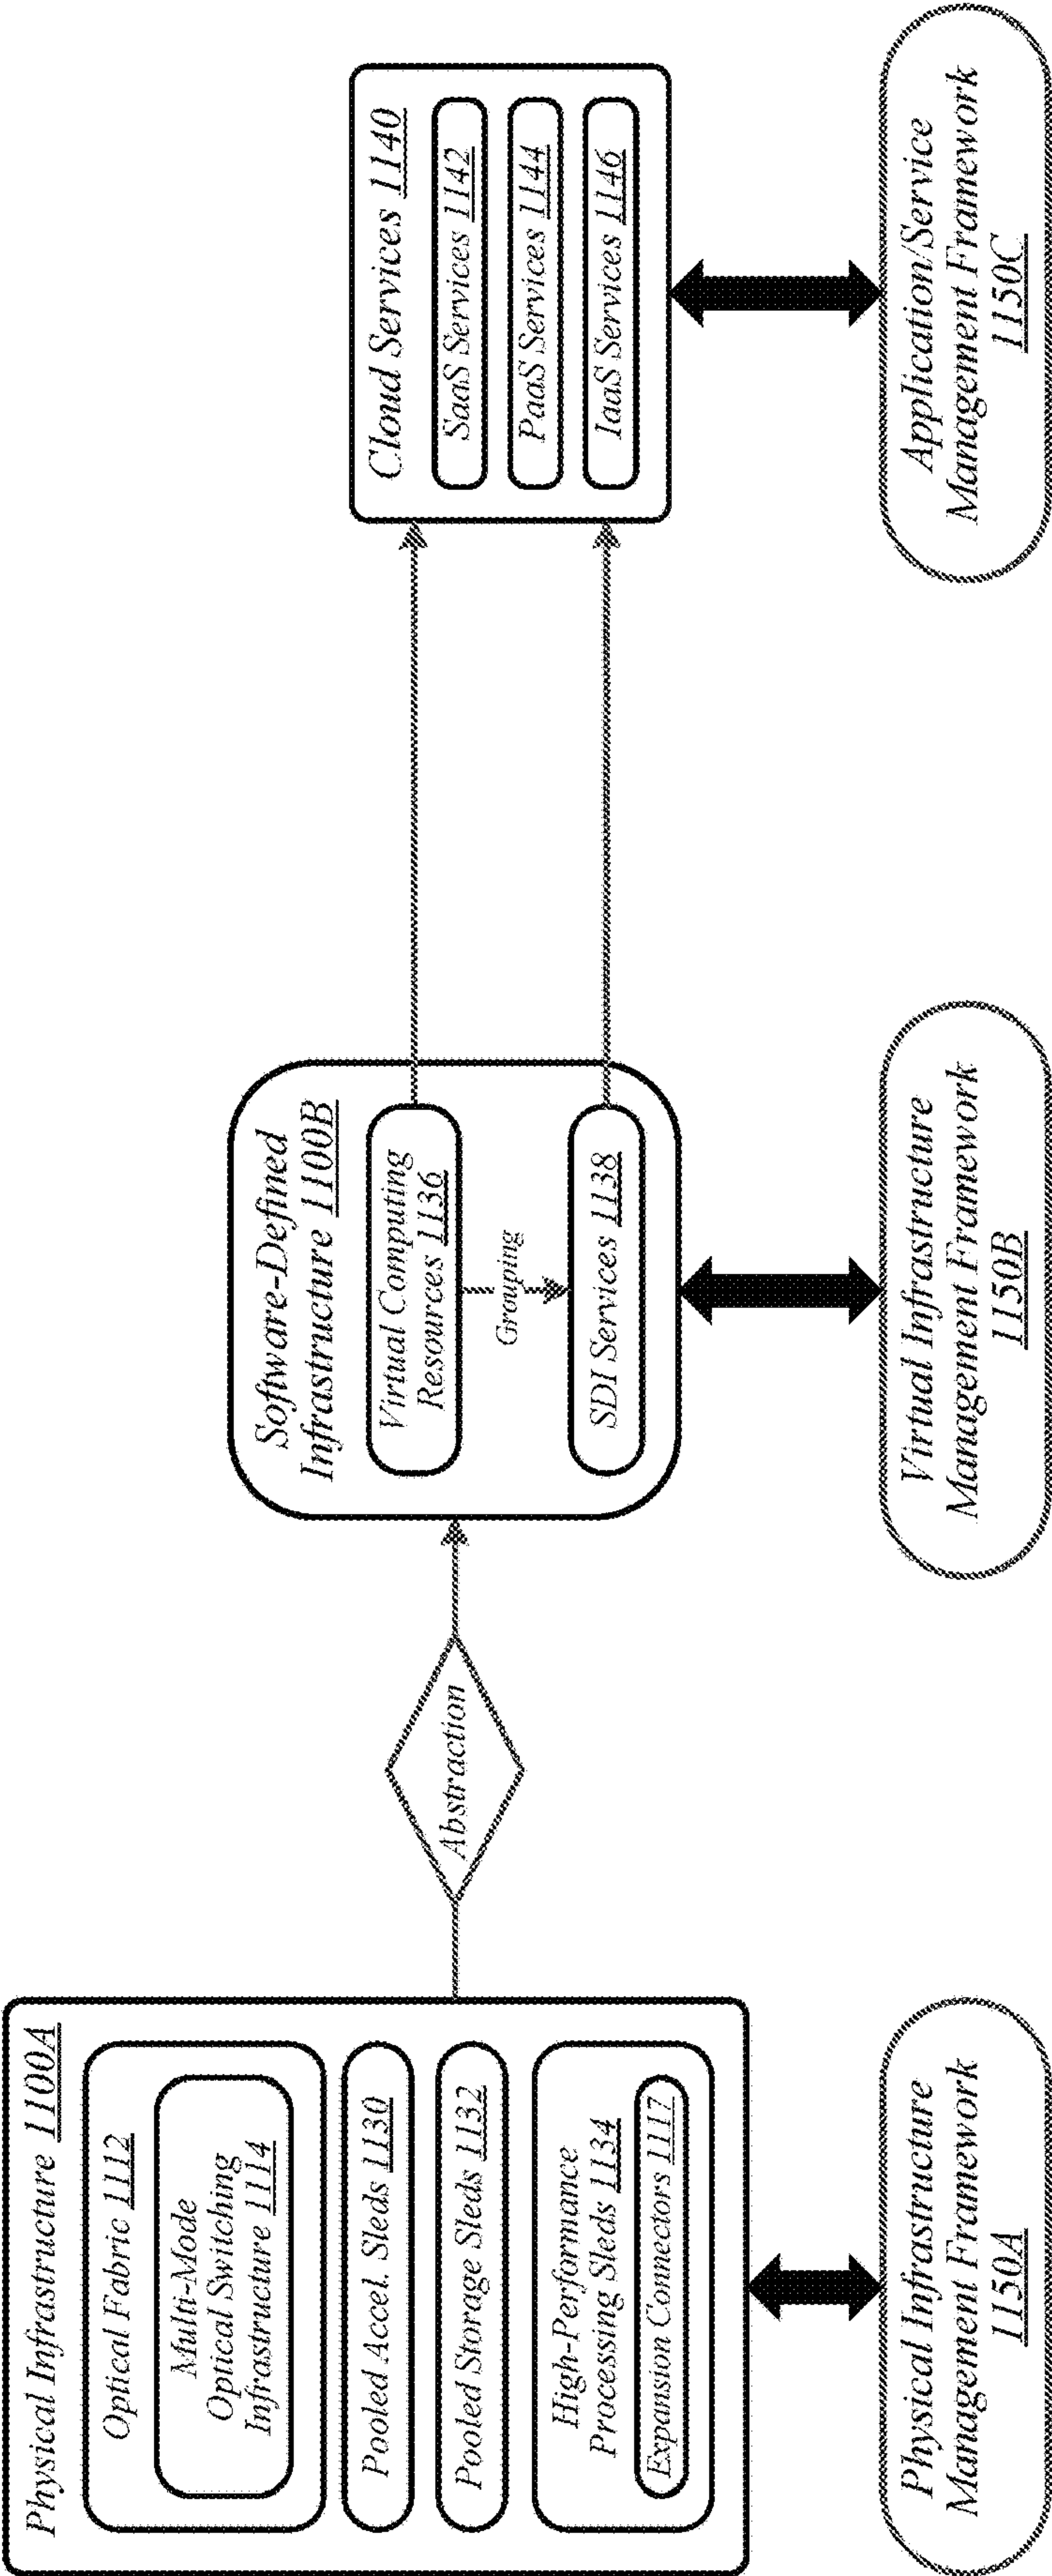 Physical Infrastructure 1100A
Optical Fabric 1112
Multi-Mode
Optical Switching
Infrastructure 1114
Pooled Accel. Sleds 1130
Pooled Storage Sleds 1132
High-Performance
Processing Sleds 1134
Expansion Connectors 1117
Physical Infrastructure
Management Framework
1150A
Abstraction
Software-Defined
Infrastructure 1100B
Virtual Computing
Resources 1136
Grouping
SDI Services 1138
Virtual Infrastructure
Management Framework
1150B
Cloud Services 1140
SaaS Services 1142
PaaS Services 1144
IaaS Services 1146
Application/Service
Management Framework
1150C